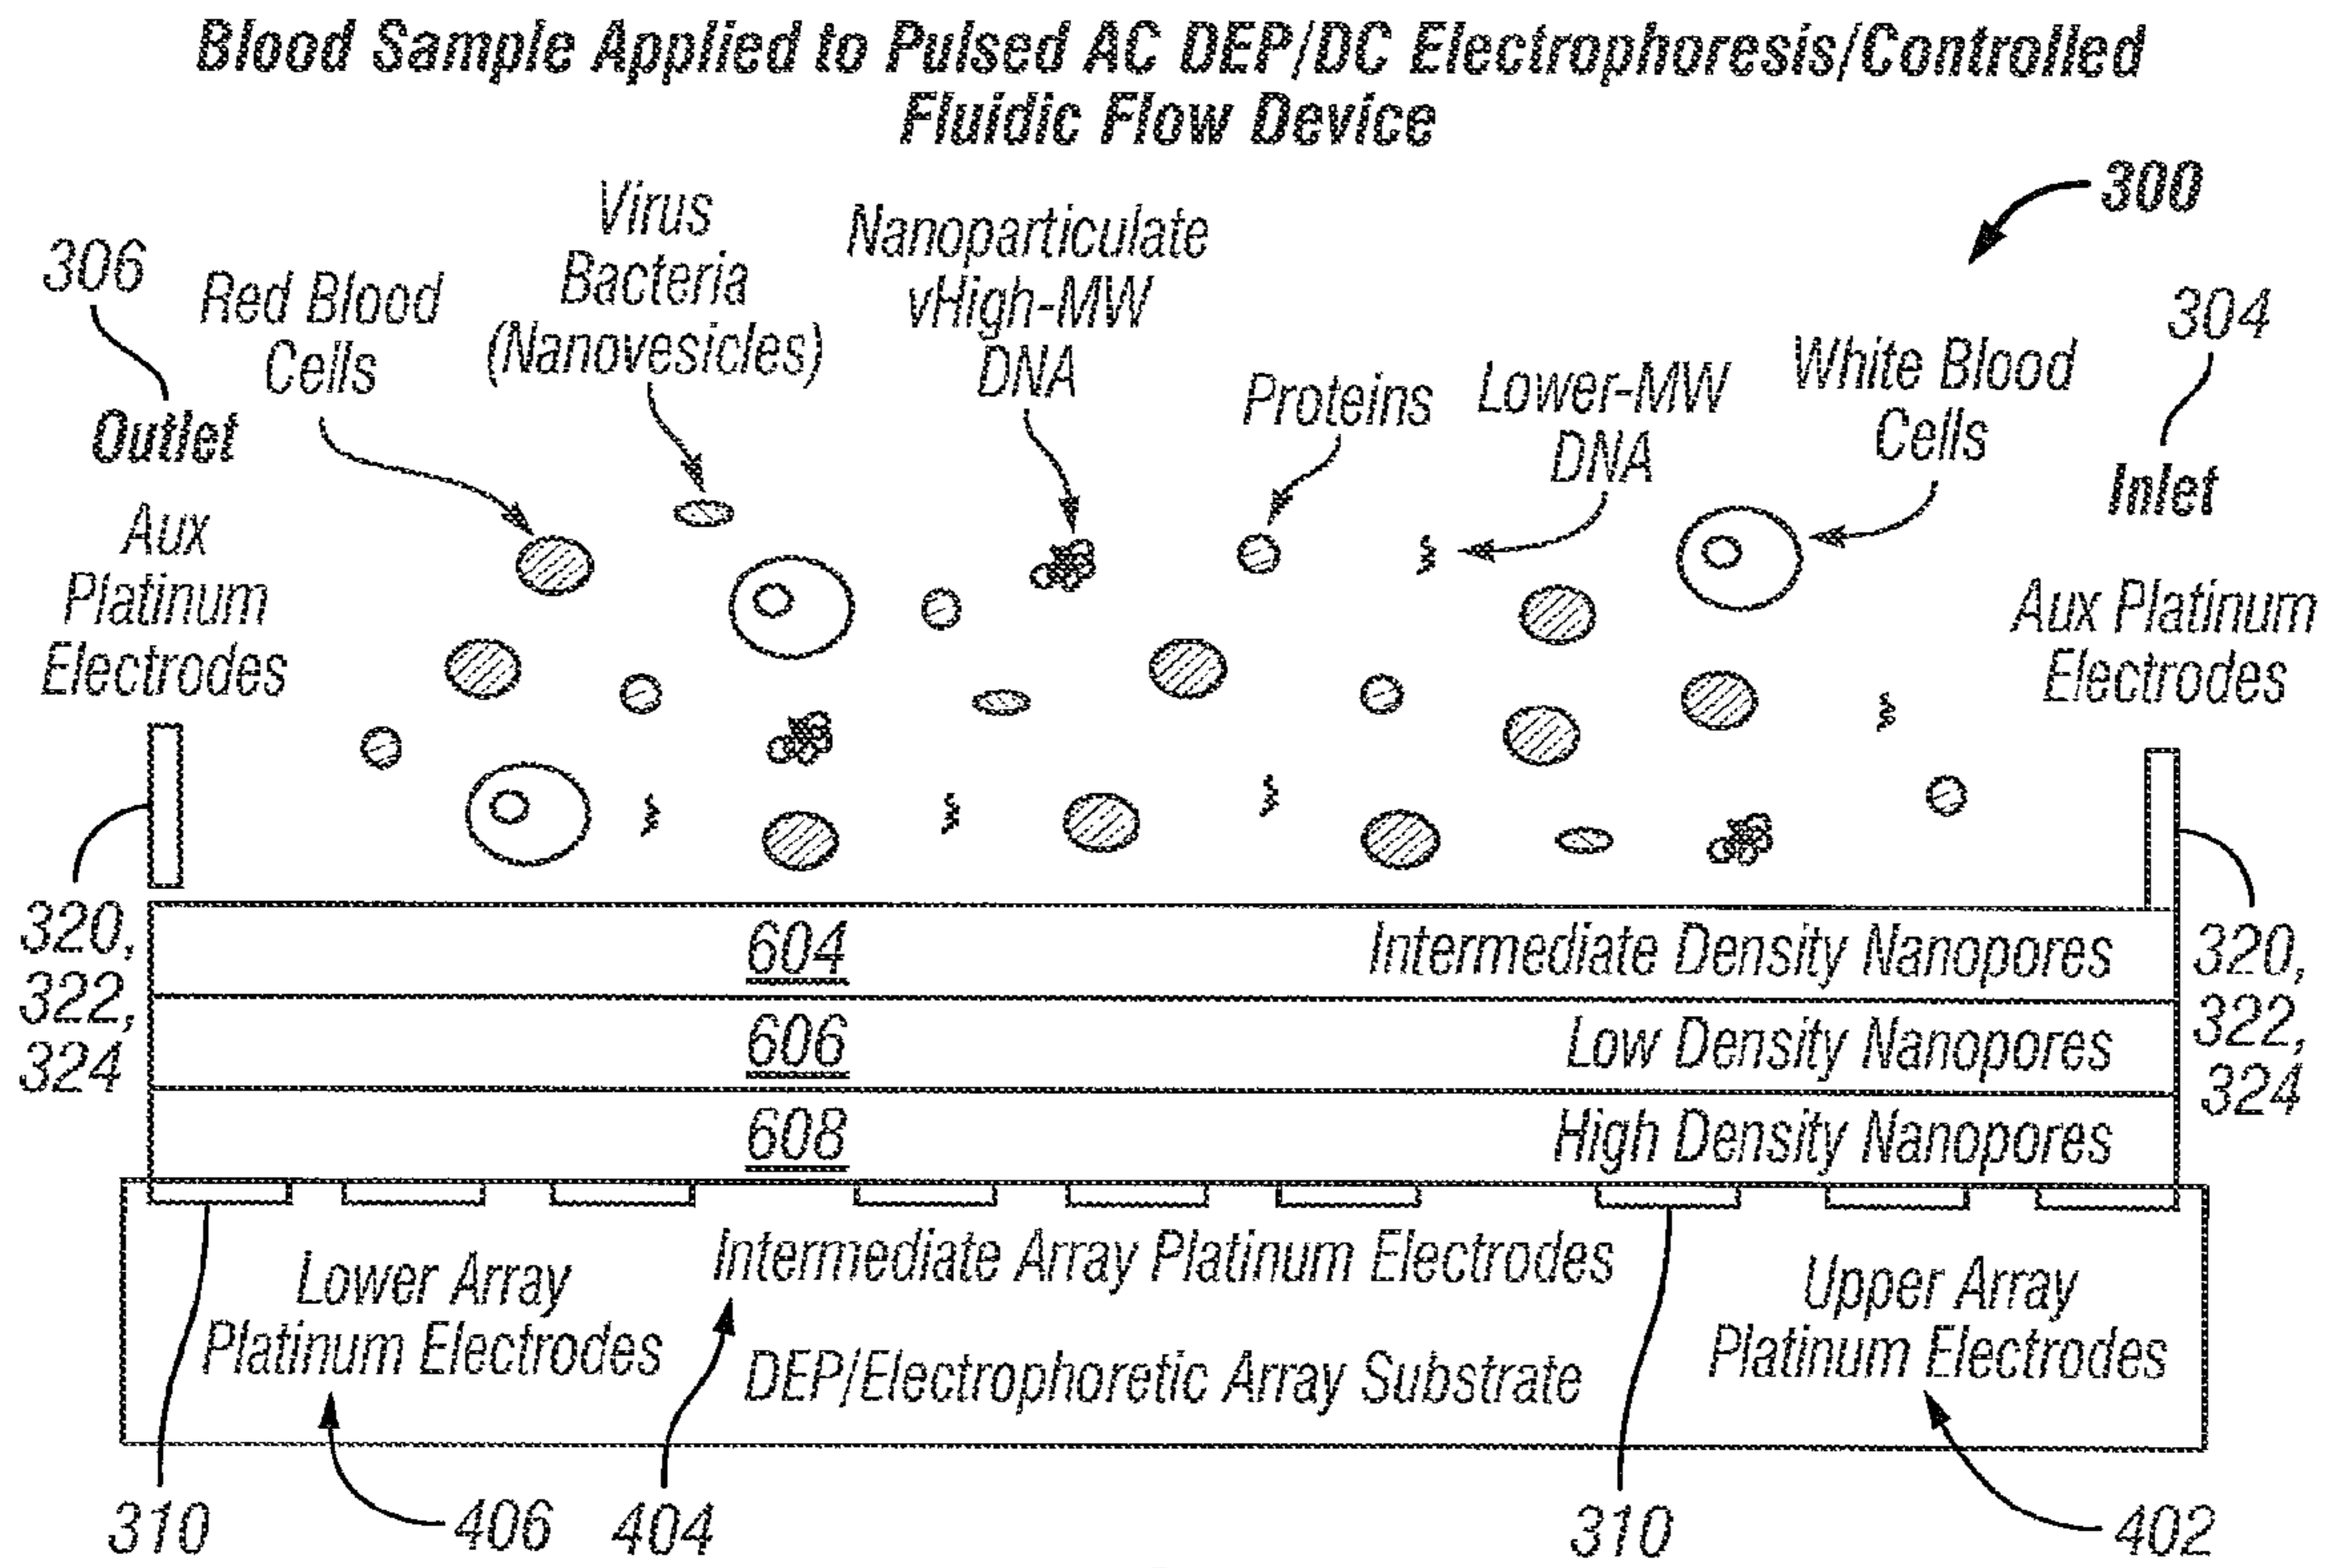 Blood Sample Applied to Pulsed AC DEP/DC Electrophoresis/Controlled
Fluidic Flow Device
300
306
Outlet
Red Blood
Cells
Virus
Bacteria
(Nanovesicles)
Nanoparticulate
vHigh-MW
DNA
Proteins
Lower-MW
DNA
White Blood
Cells
304
Inlet
Aux
Platinum
Electrodes
Aux Platinum
Electrodes
320,
322,
324
604
Intermediate Density Nanopores
606
Low Density Nanopores
608
High Density Nanopores
320,
322,
324
Lower Array
Platinum Electrodes
Intermediate Array Platinum Electrodes
DEP/Electrophoretic Array Substrate
Upper Array
Platinum Electrodes
310
406
404
310
402